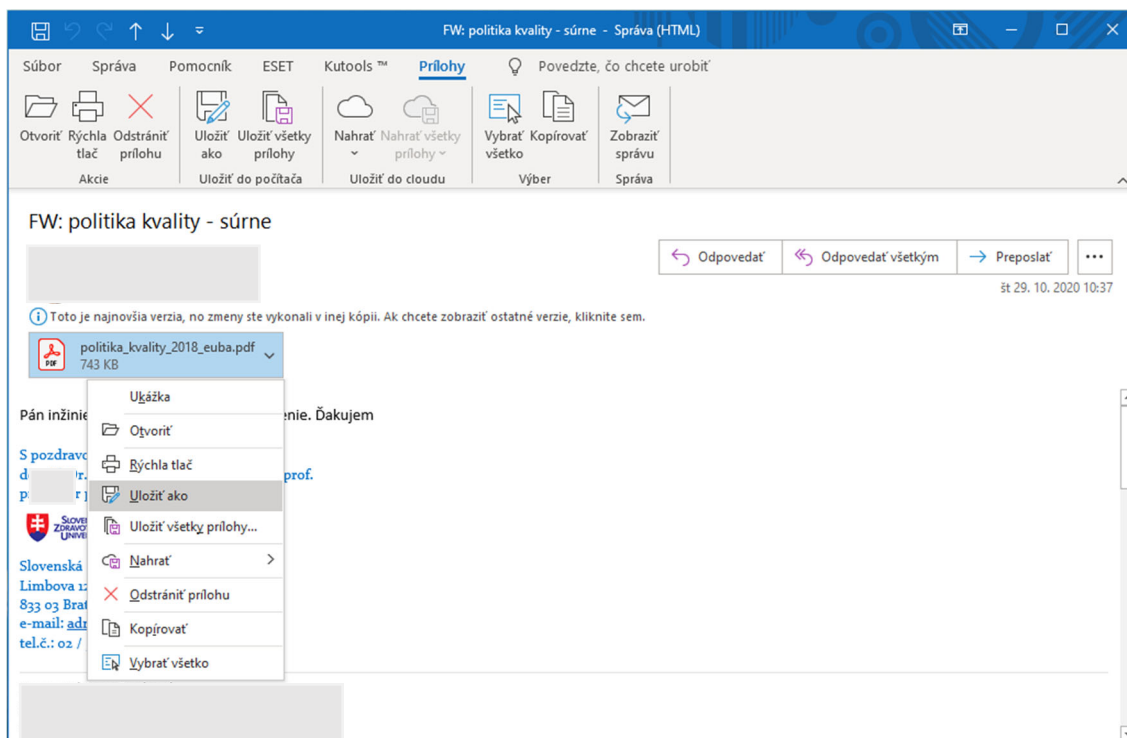 FW: politika kvality - súrne - Správa (HTML)
Súbor Správa Pomocník ESET Kutools ™ Prílohy Povedzte, čo chcete urobiť
Otvoriť Rýchla tlač Odstrániť prílohu Uložiť ako Uložiť všetky prílohy Nahrať Nahrať všetky prílohy Vybrať všetko Kopírovať Zobraziť správu
Akcie Uložiť do počítača Uložiť do cloudu Výber Správa
FW: politika kvality - súrne
Odpovedať Odpovedať všetkým Preposlať
št 29. 10. 2020 10:37
Toto je najnovšia verzia, no zmeny ste vykonali v inej kópii. Ak chcete zobraziť ostatné verzie, kliknite sem.
PDF politika_kvality_2018_euba.pdf
743 KB
Ukážka
Pán inžinie enie. Ďakujem
Otvoriť
S pozdravo
Rýchla tlač
prof.
Uložiť ako
Uložiť všetky prílohy...
Nahrať
Slovenská
Limbova 12
Odstrániť prílohu
833 03 Brat
e-mail: adr
Kopírovať
tel.č.: 02 /
Vybrať všetko